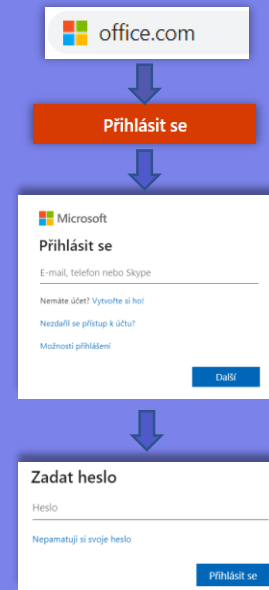 office.com
Přihlásit se
Microsoft
Přihlásit se
E-mail, telefon nebo Skype
Nemáte účet? Vytvořte si ho!
Nezdařil se přístup k účtu?
Možnosti přihlášení
Další
Zadat heslo
Heslo
Nepamatuji si svoje heslo
Přihlásit se